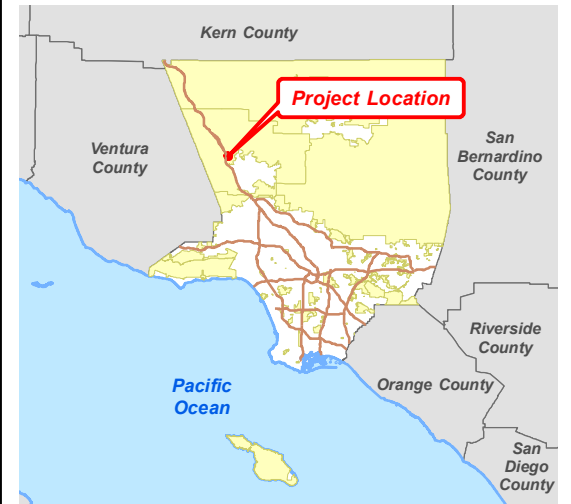 Kern County
Project Location
Ventura
County
San
Bernardino
County
Riverside
County
Orange County
Pacific
Ocean
San
Diego
County